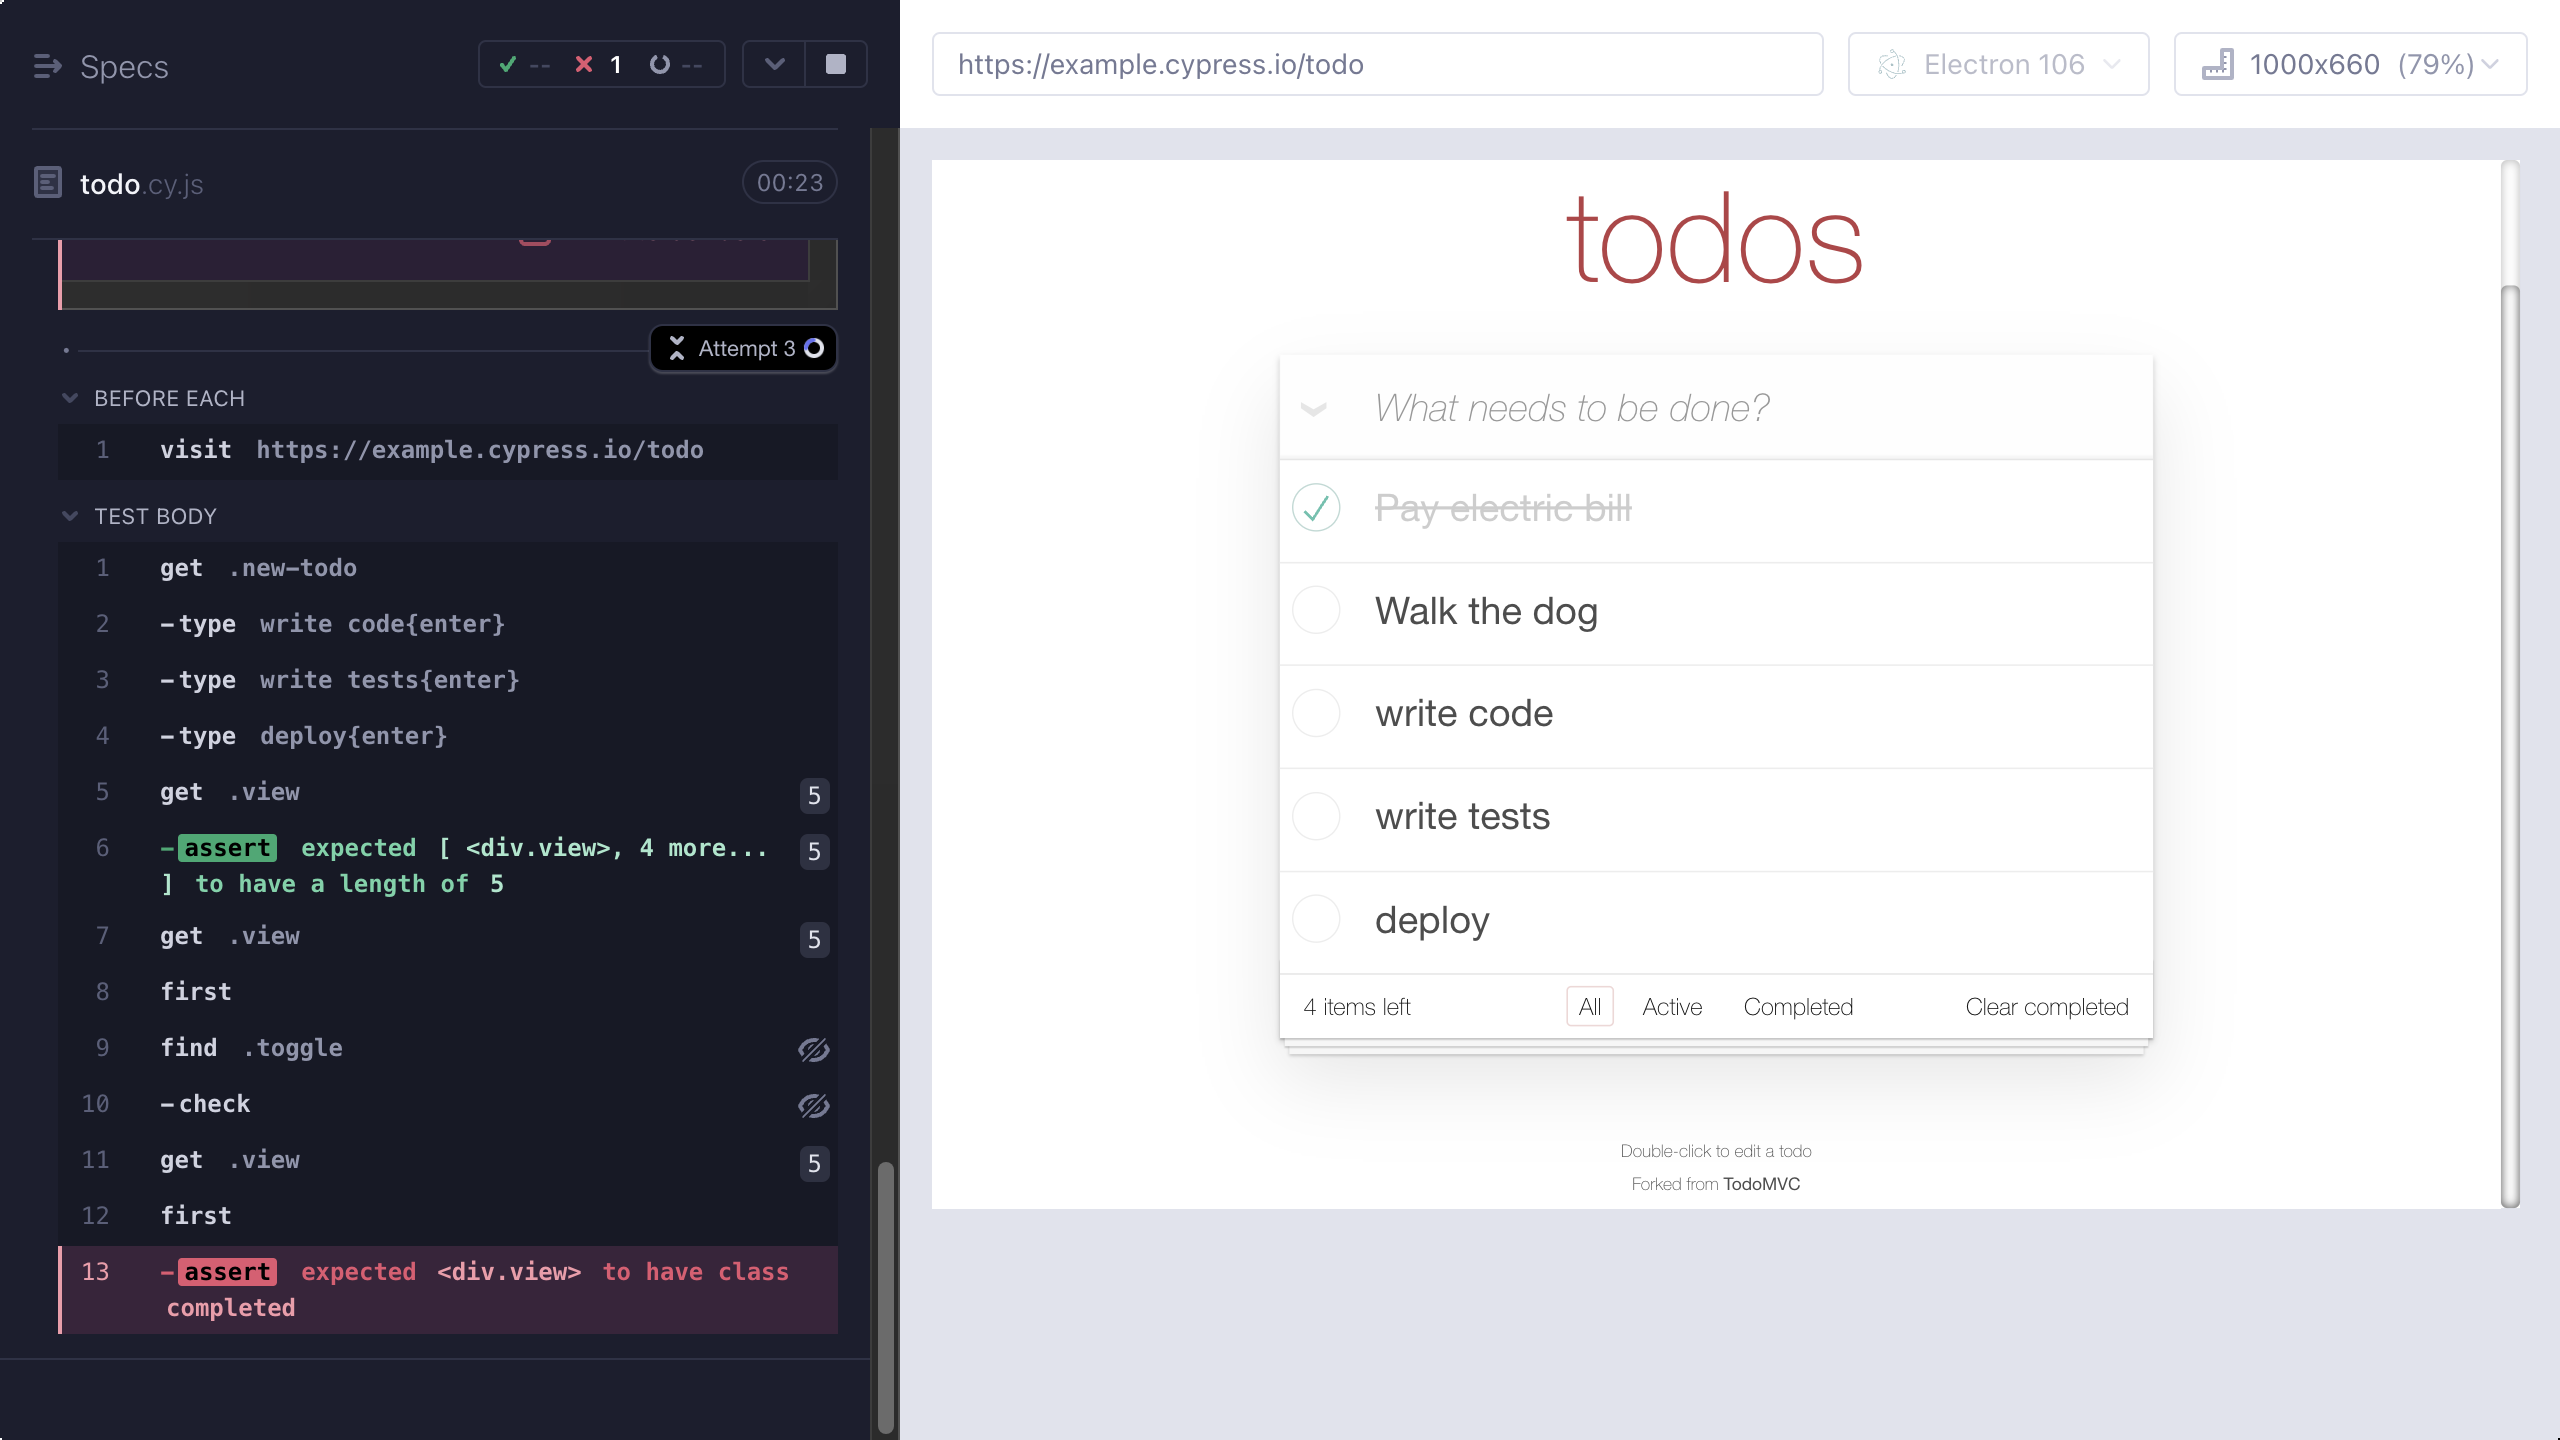 Specs
-- 1 --
todo.cy.js
00:23
Attempt 3
BEFORE EACH
1 visit https://example.cypress.io/todo
TEST BODY
1 get .new-todo
2 -type write code{enter}
3 -type write tests{enter}
4 -type deploy{enter}
5 get .view 5
6 -assert expected [ <div.view>, 4 more... 5
] to have a length of 5
7 get .view 5
8 first
9 find .toggle
10 -check
11 get .view 5
12 first
13 -assert expected <div.view> to have class
completed
https://example.cypress.io/todo
Electron 106
1000x660 (79%)
todos
What needs to be done?
Pay electric bill
Walk the dog
write code
write tests
deploy
4 items left
All
Active
Completed
Clear completed
Double-click to edit a todo
Forked from TodoMVC